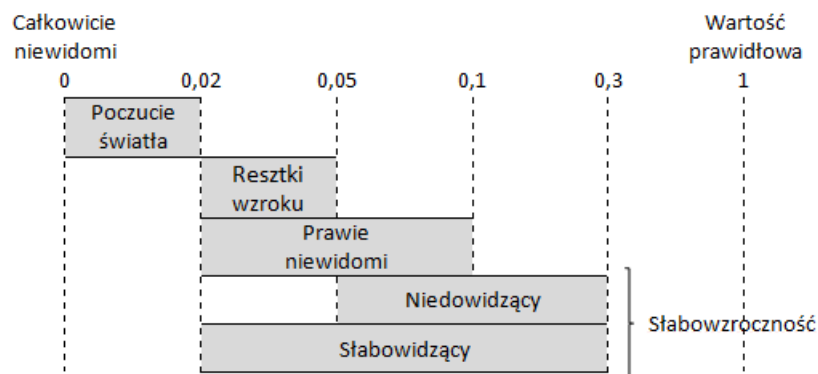 Całkowicie
niewidomi
Wartość
prawidłowa
0 0,02 0,05 0,1 0,3 1
Poczucie
światła
Resztki
wzroku
Prawie
niewidomi
Niedowidzący
Słabowzroczność
Słabowidzący